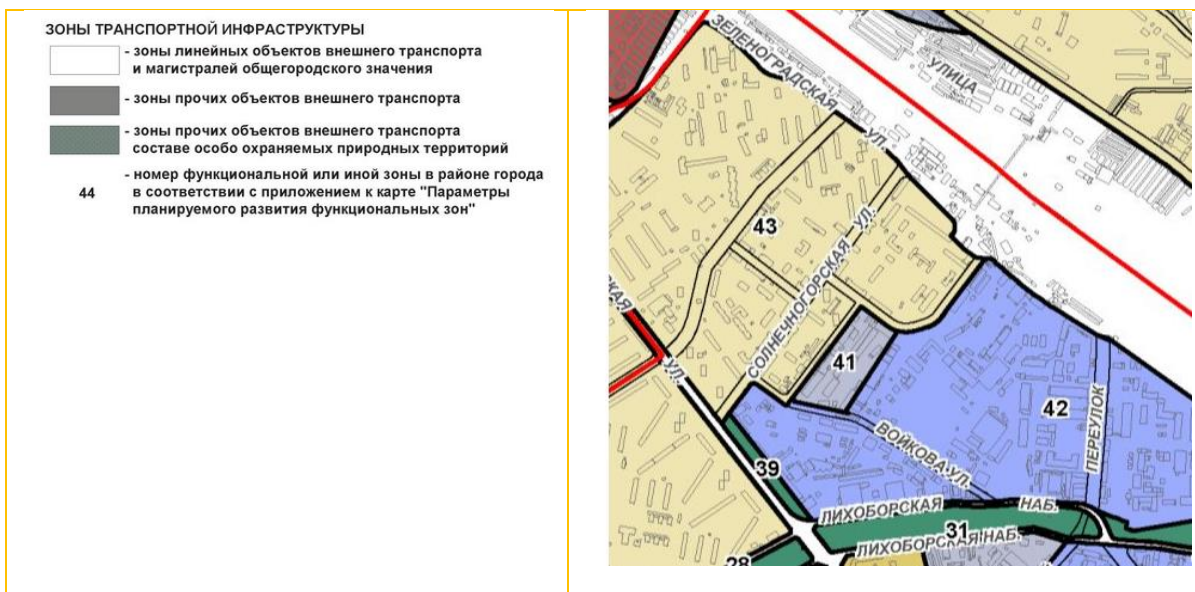 ЗОНЫ ТРАНСПОРТНОЙ ИНФРАСТРУКТУРЫ
- зоны линейных объектов внешнего транспорта
и магистралей общегородского значения
- зоны прочих объектов внешнего транспорта
- зоны прочих объектов внешнего транспорта
составе особо охраняемых природных территорий
- номер функциональной или иной зоны в районе города
44
в соответствии с приложением к карте "Параметры
планируемого развития функциональных зон"
ЗЕЛЕНОГРАДСКАЯ УЛ.
УЛИЦА
43
СОЛНЕЧНОГОРСКАЯ УЛ.
СКАЯ УЛ.
41
42
ПЕРЕУЛОК
ВОЙКОВА УЛ.
39
ЛИХОБОРСКАЯ НАБ.
31
ЛИХОБОРСКАЯ НАБ.
28